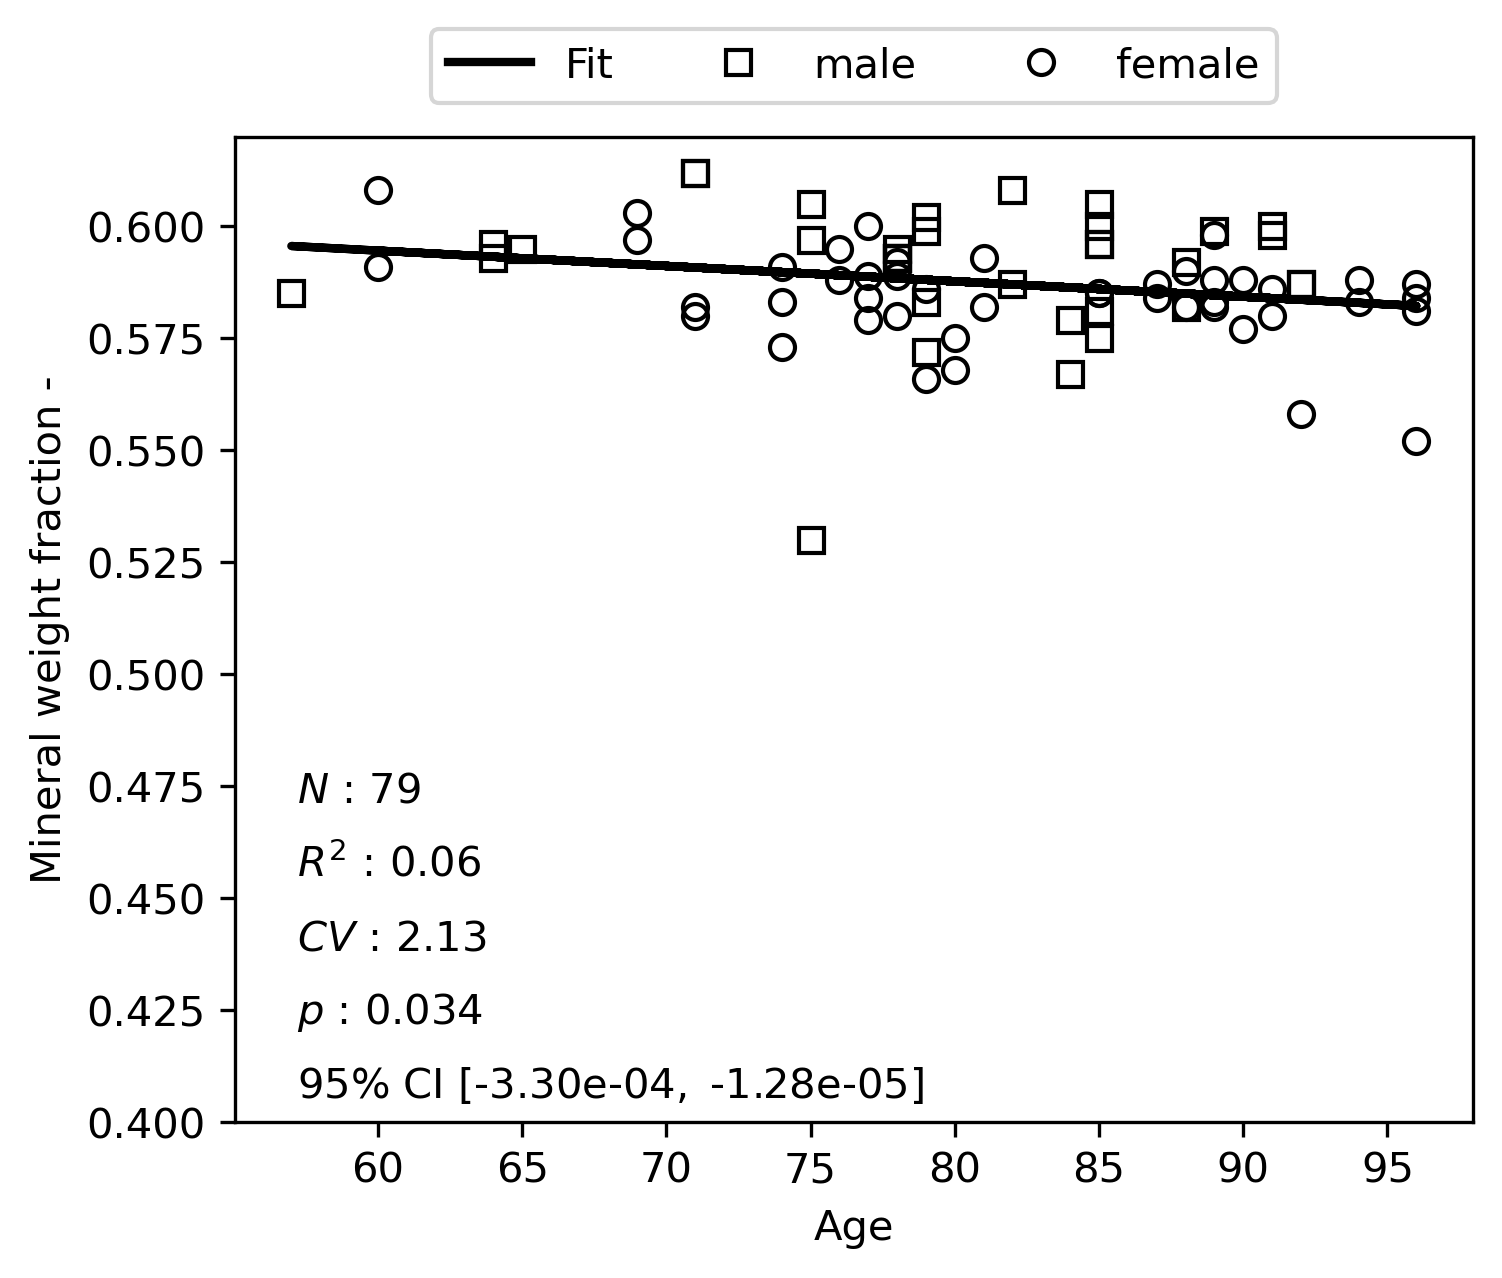 Fit male female
0.600
0.575
0.550
0.525
0.500
0.475
0.450
0.425
0.400
Mineral weight fraction -
N : 79
R² : 0.06
CV : 2.13
p : 0.034
95% CI [-3.30e-04, -1.28e-05]
60 65 70 75 80 85 90 95
Age